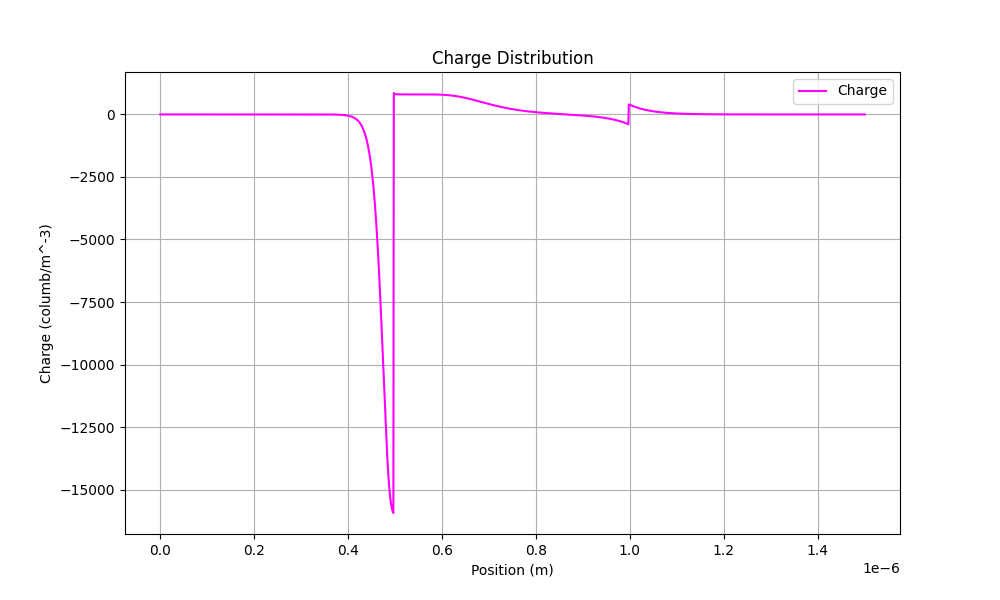 Charge Distribution
Charge
0
−2500
−5000
−7500
−10000
−12500
−15000
Charge (columb/m^-3)
0.0 0.2 0.4 0.6 0.8 1.0 1.2 1.4
1e−6
Position (m)